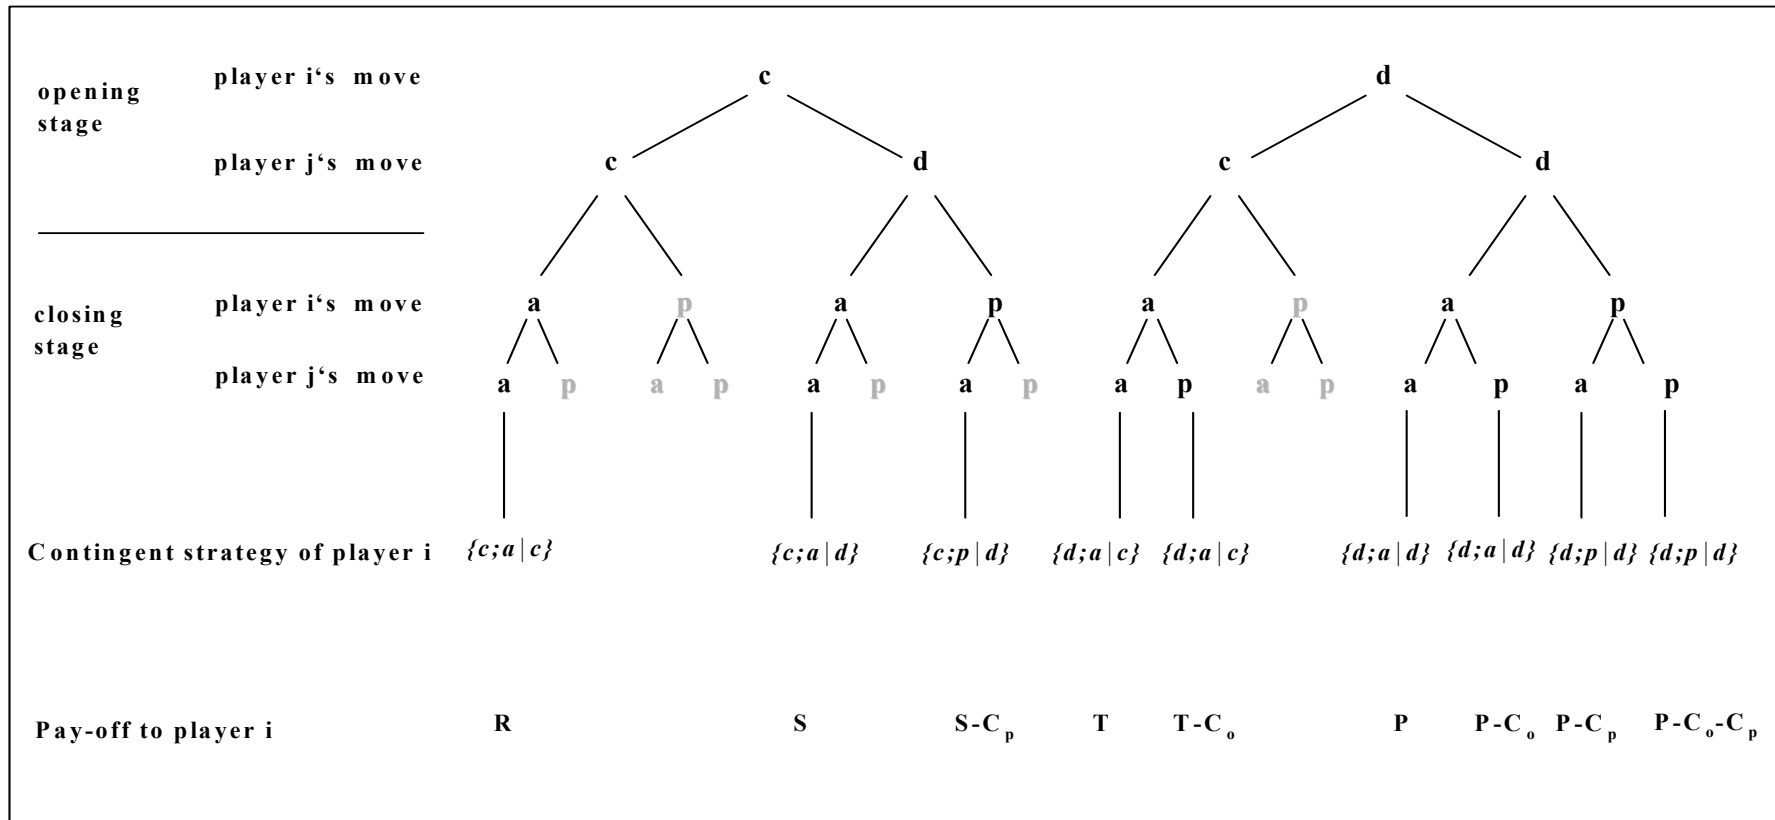 player i‘s move c d
opening
stage
player j‘s move c d c d
player i‘s move a p a p a p a p
closing
stage
player j‘s move a p a p a p a p a p a p a p a p
Contingent strategy of player i {c;a|c} {c;a|d} {c;p|d} {d;a|c} {d;a|c} {d;a|d} {d;a|d} {d;p|d} {d;p|d}
Pay-off to player i R S S-Cp T T-Co P P-Co P-Cp P-Co-Cp